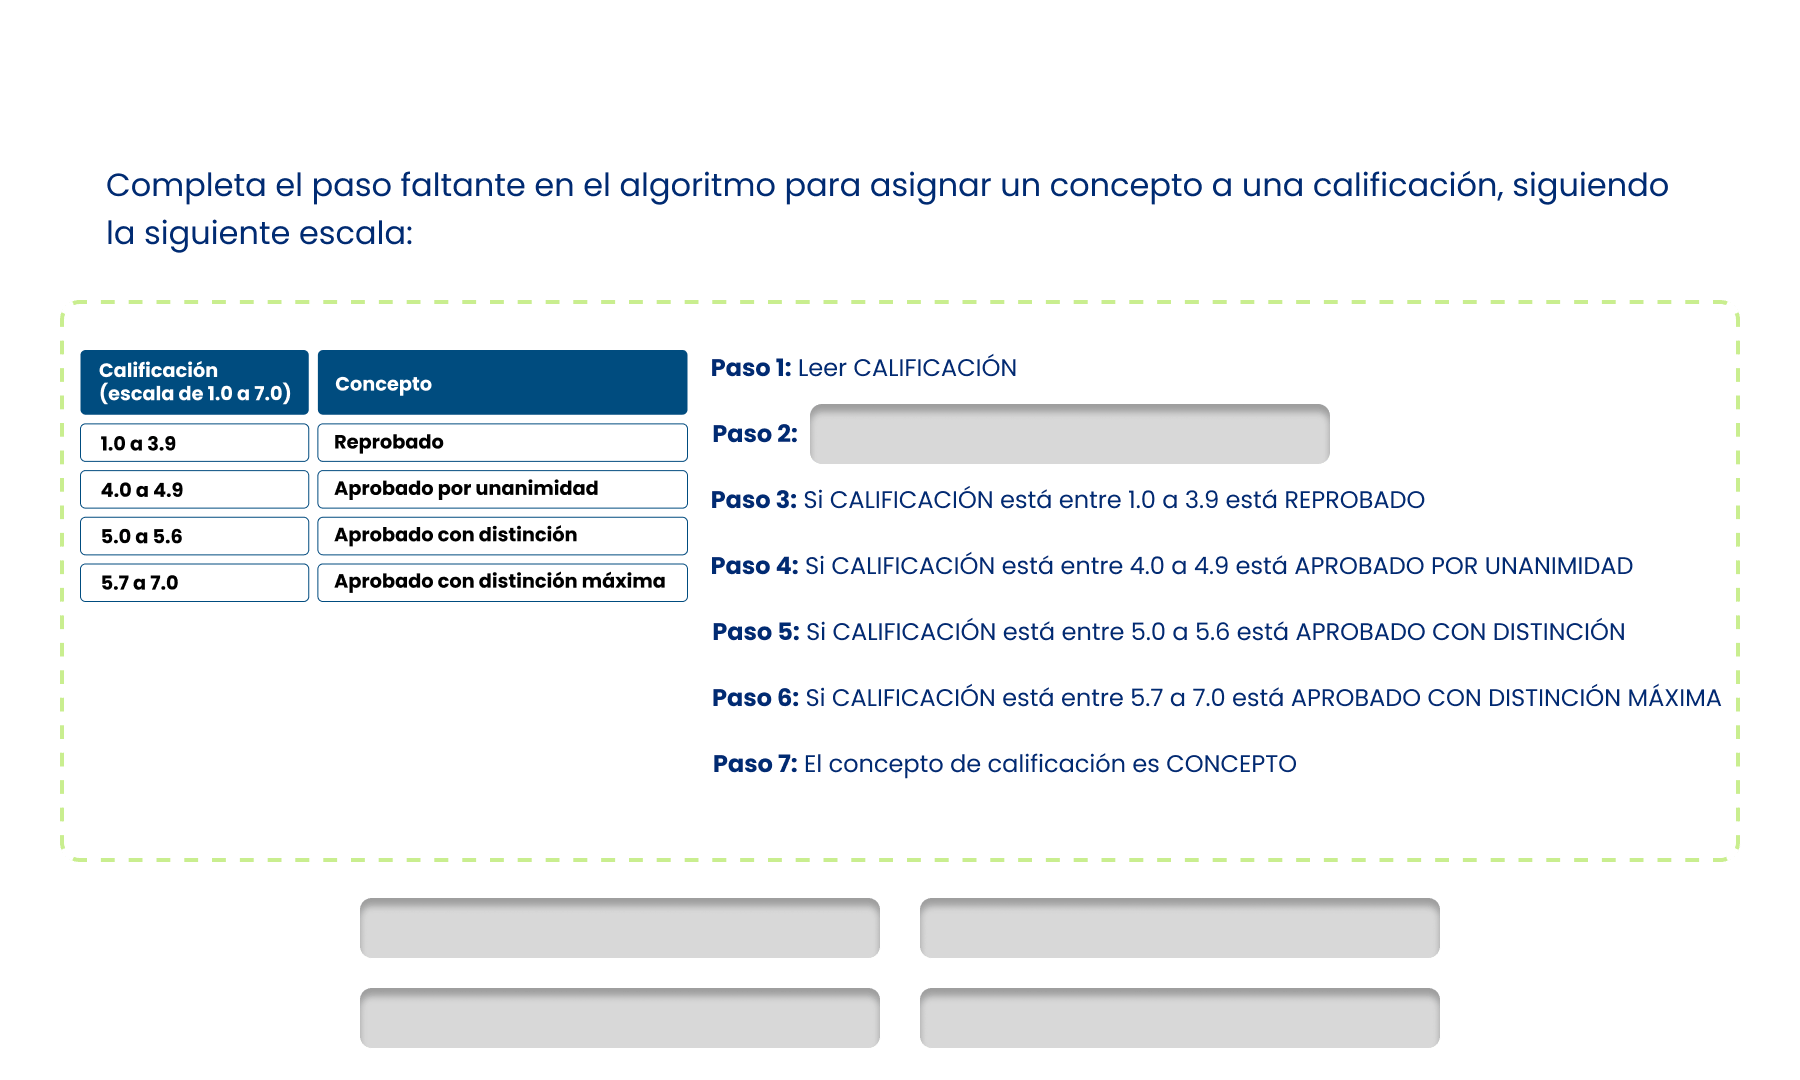 Completa el paso faltante en el algoritmo para asignar un concepto a una calificación, siguiendo
la siguiente escala:
Calificación
(escala de 1.0 a 7.0)
Concepto
1.0 a 3.9
Reprobado
4.0 a 4.9
Aprobado por unanimidad
5.0 a 5.6
Aprobado con distinción
5.7 a 7.0
Aprobado con distinción máxima
Paso 1: Leer CALIFICACIÓN
Paso 2:
Paso 3: Si CALIFICACIÓN está entre 1.0 a 3.9 está REPROBADO
Paso 4: Si CALIFICACIÓN está entre 4.0 a 4.9 está APROBADO POR UNANIMIDAD
Paso 5: Si CALIFICACIÓN está entre 5.0 a 5.6 está APROBADO CON DISTINCIÓN
Paso 6: Si CALIFICACIÓN está entre 5.7 a 7.0 está APROBADO CON DISTINCIÓN MÁXIMA
Paso 7: El concepto de calificación es CONCEPTO